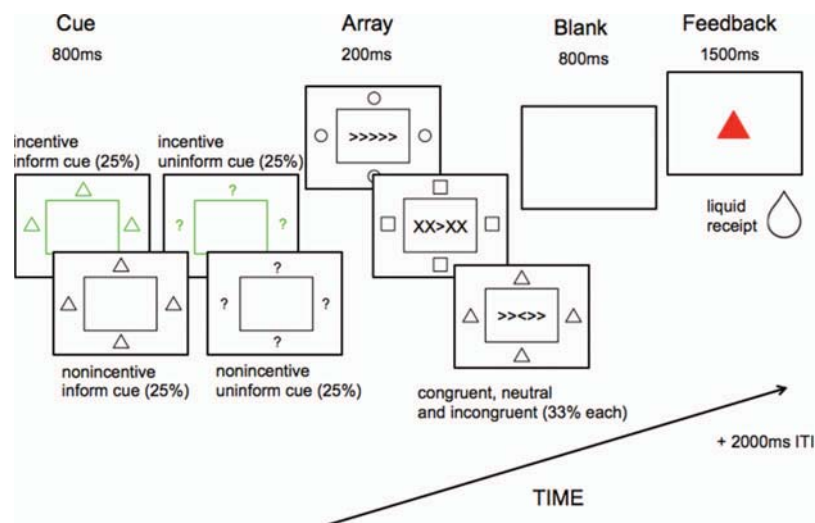 Cue
800ms
Array
200ms
Blank
800ms
Feedback
1500ms
incentive
inform cue (25%)
incentive
uninform cue (25%)
? ? ?
? ? ? ?
nonincentive
inform cue (25%)
nonincentive
uninform cue (25%)
>>>>>
XX>XX
>><>>
congruent, neutral
and incongruent (33% each)
liquid
receipt
+ 2000ms ITI
TIME